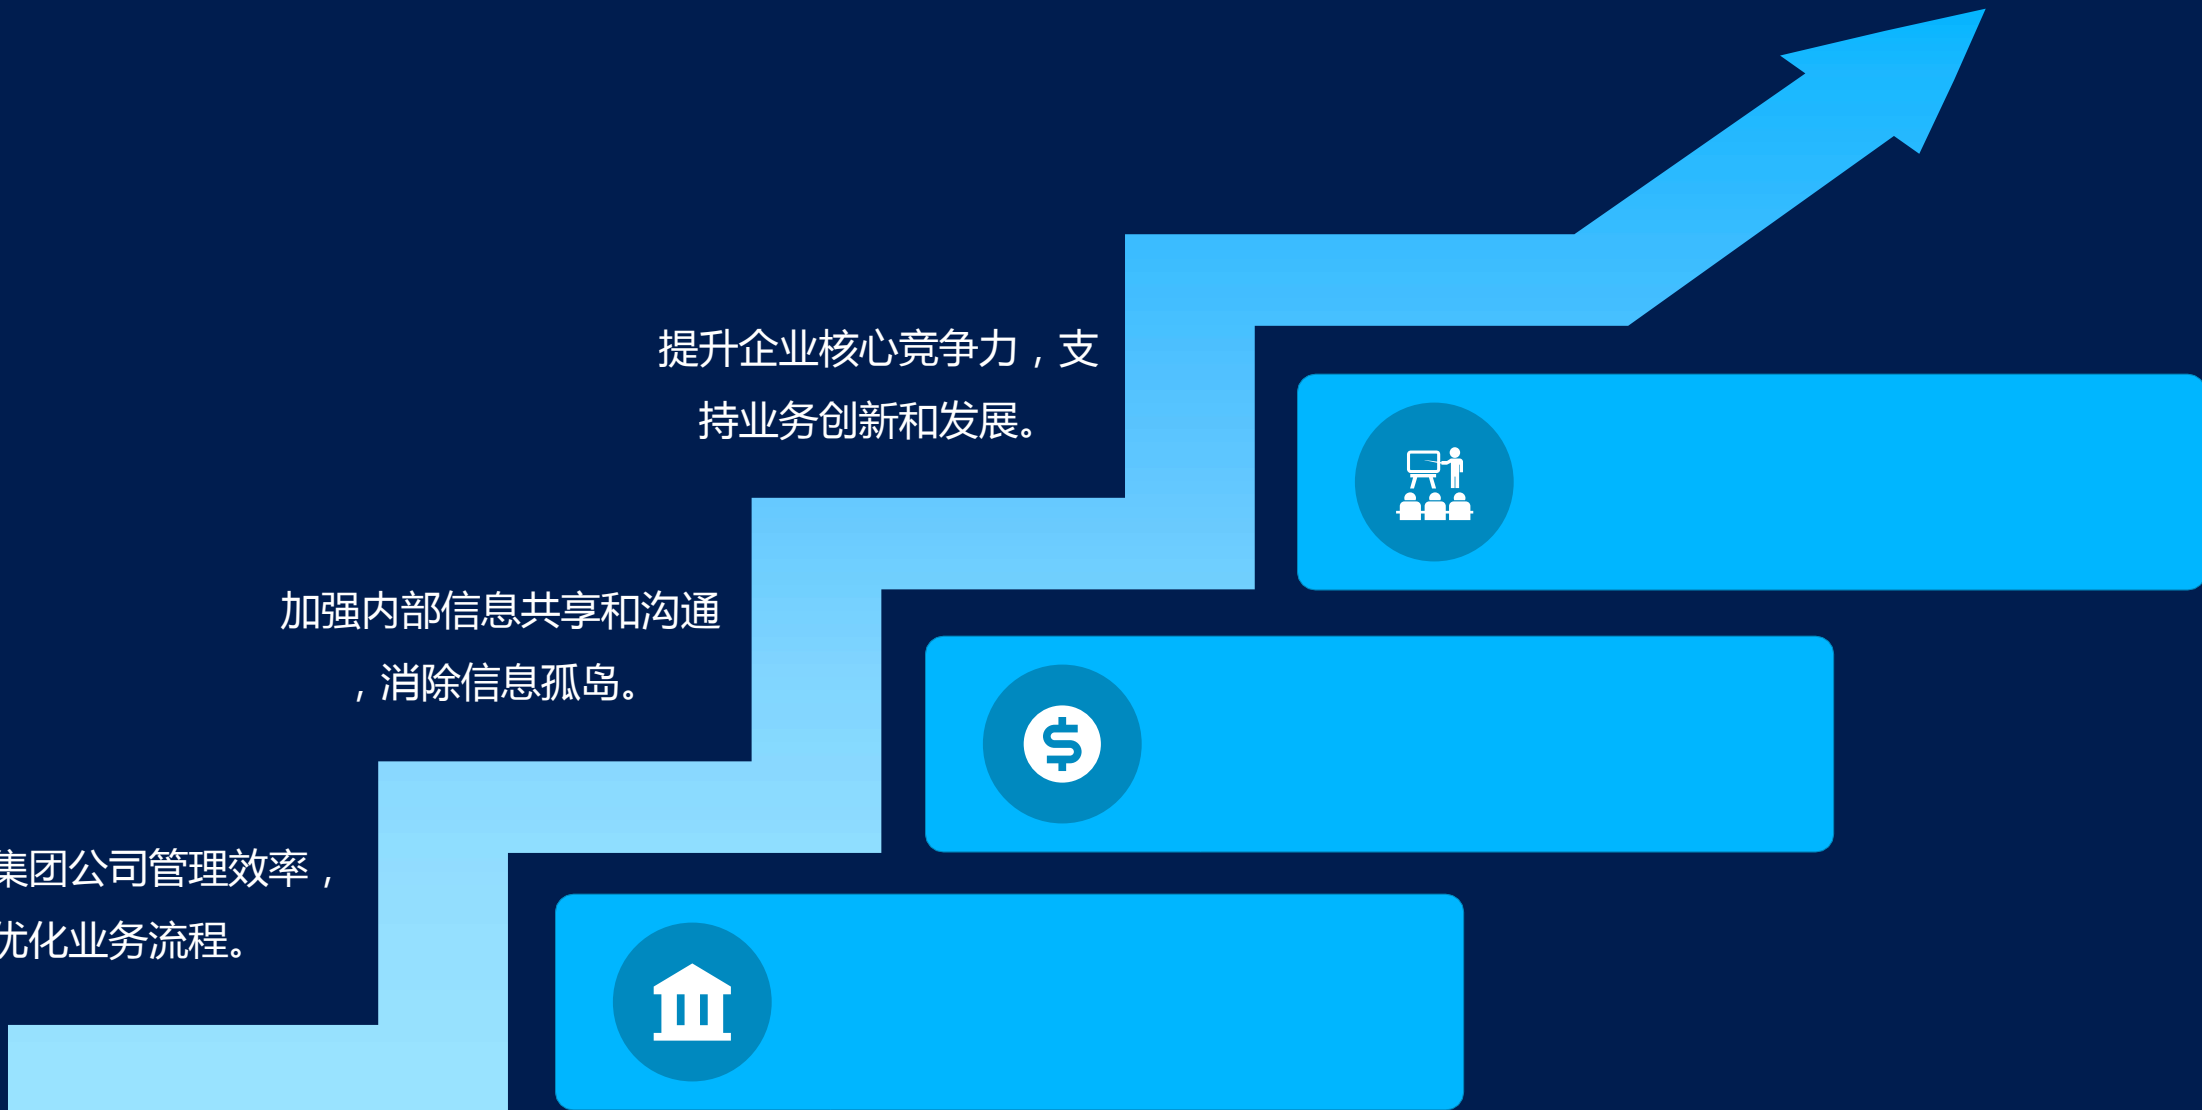 提升企业核心竞争力，支
持业务创新和发展。
加强内部信息共享和沟通
，消除信息孤岛。
集团公司管理效率，
优化业务流程。